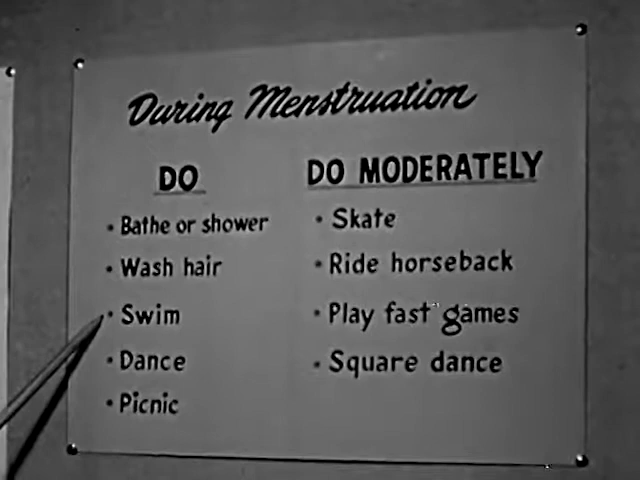 During Menstruation
DO
• Bathe or shower
• Wash hair
• Swim
• Dance
• Picnic
DO MODERATELY
• Skate
• Ride horseback
• Play fast games
• Square dance